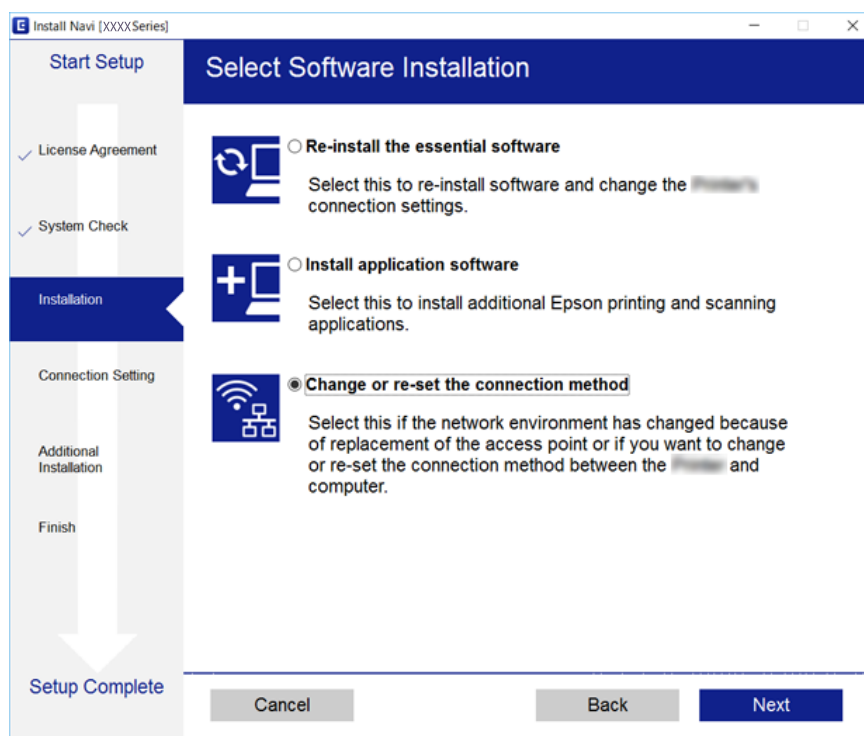 Install Navi [XXXX Series]
Start Setup
License Agreement
System Check
Installation
Connection Setting
Additional
Installation
Finish
Setup Complete
Select Software Installation
Re-install the essential software
Select this to re-install software and change the
connection settings.
Install application software
Select this to install additional Epson printing and scanning
applications.
Change or re-set the connection method
Select this if the network environment has changed because
of replacement of the access point or if you want to change
or re-set the connection method between the and
computer.
Cancel
Back
Next